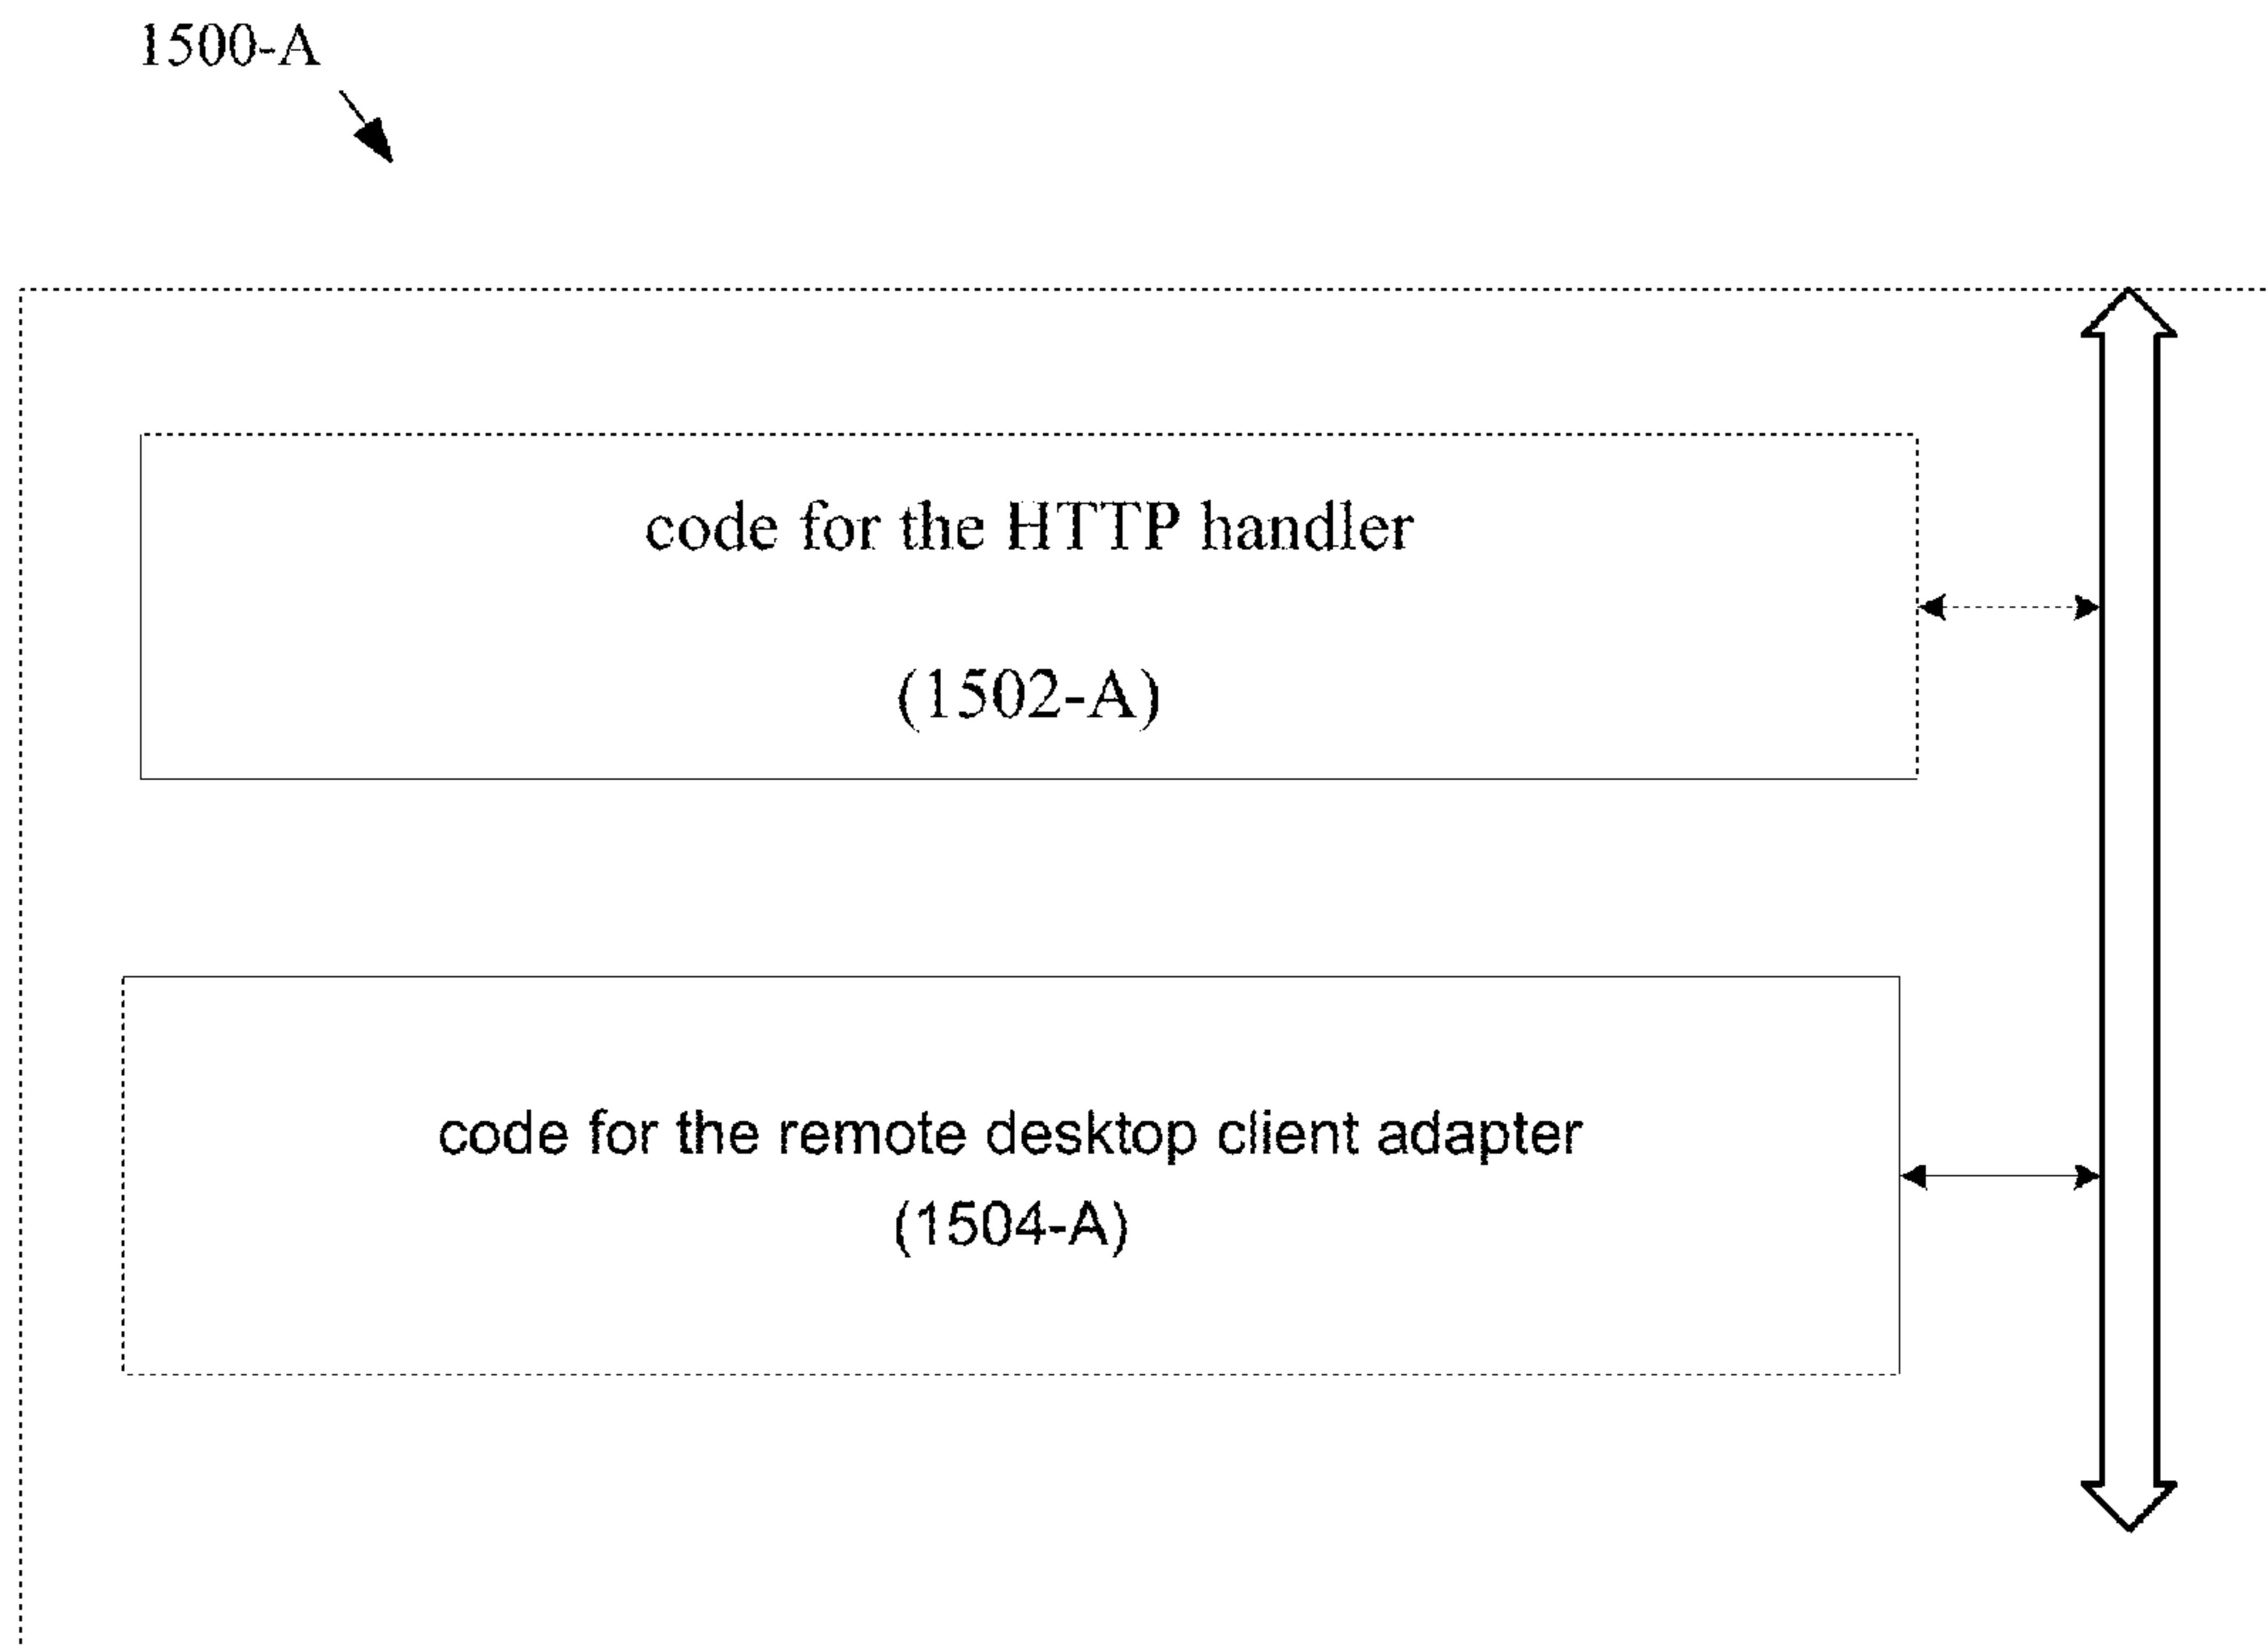 1500-A
code for the HTTP handler
(1502-A)
code for the remote desktop client adapter
(1504-A)